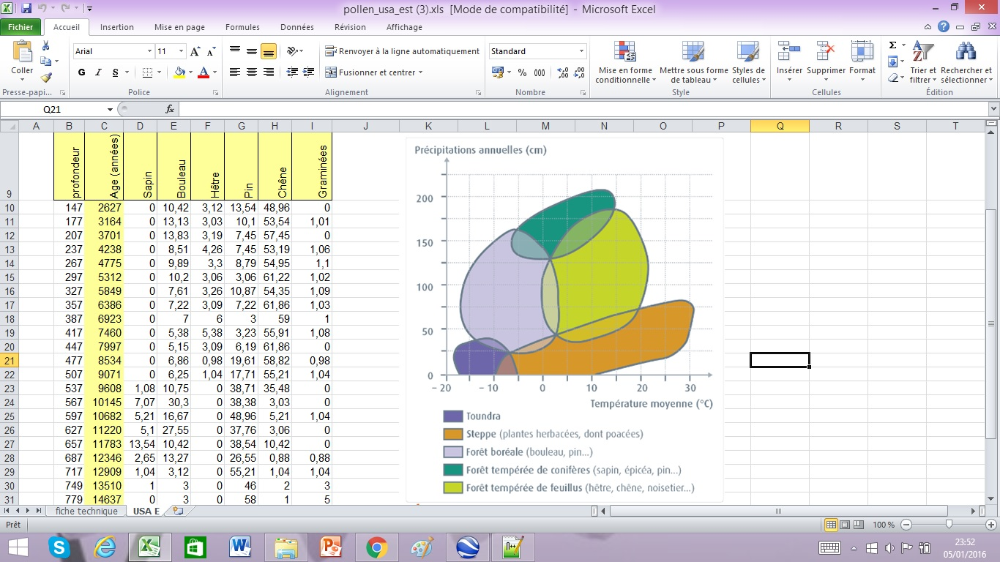 pollen_usa_est (3).xls [Mode de compatibilité] - Microsoft Excel
Fichier Accueil Insertion Mise en page Formules Données Révision Affichage
Coller
Presse-papi...
Arial 11
G I S
A
Police
Renvoyer à la ligne automatiquement
Fusionner et centrer
Alignement
Standard
% 000
Nombre
Mise en forme conditionnelle
Mettre sous forme de tableau
Styles de cellules
Style
Insérer Supprimer Format
Cellules
Σ
Trier et filtrer
Rechercher et sélectionner
Édition
Q21 fx
A B C D E F G H I J K L M N O P Q R S T
9 profondeur Age (années) Sapin Bouleau Hêtre Pin Chêne Graminées
10 147 2627 0 10,42 3,12 13,54 48,96 0
11 177 3164 0 13,13 3,03 10,1 53,54 1,01
12 207 3701 0 13,83 3,19 7,45 57,45 0
13 237 4238 0 8,51 4,26 7,45 53,19 1,06
14 267 4775 0 9,89 3,3 8,79 54,95 1,1
15 297 5312 0 10,2 3,06 3,06 61,22 1,02
16 327 5849 0 7,61 3,26 10,87 54,35 1,09
17 357 6386 0 7,22 3,09 7,22 61,86 1,03
18 387 6923 0 7 6 3 59 1
19 417 7460 0 5,38 5,38 3,23 55,91 1,08
20 447 7997 0 5,15 3,09 6,19 61,86 0
21 477 8534 0 6,86 0,98 19,61 58,82 0,98
22 507 9071 0 6,25 1,04 17,71 55,21 1,04
23 537 9608 1,08 10,75 0 38,71 35,48 0
24 567 10145 7,07 30,3 0 38,38 3,03 0
25 597 10682 5,21 16,67 0 48,96 5,21 1,04
26 627 11220 5,1 27,55 0 37,76 3,06 0
27 657 11783 13,54 10,42 0 38,54 10,42 0
28 687 12346 2,65 13,27 0 26,55 0,88 0,88
29 717 12909 1,04 3,12 0 55,21 1,04 1,04
30 749 13510 1 3 0 46 2 3
31 779 14637 0 3 0 58 1 5
Précipitations annuelles (cm)
200
150
100
50
0
– 20 – 10 0 10 20 30
Température moyenne (°C)
Toundra
Steppe (plantes herbacées, dont poacées)
Forêt boréale (bouleau, pin...)
Forêt tempérée de conifères (sapin, épicéa, pin...)
Forêt tempérée de feuillus (hêtre, chêne, noisetier...)
fiche technique USA E
Prêt 100 %
23:52
05/01/2016